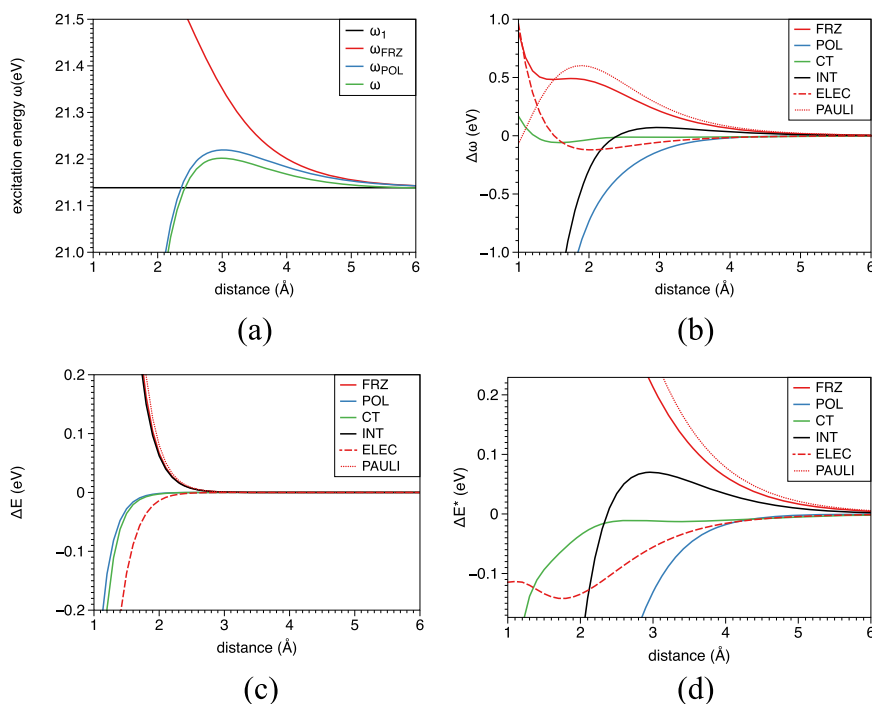 21.5
21.4
21.3
21.2
21.1
21.0
excitation energy ω(eV)
1 2 3 4 5 6
distance (Å)
ω1
ωFRZ
ωPOL
ω
(a)
1.0
0.5
0
−0.5
−1.0
Δω (eV)
1 2 3 4 5 6
distance (Å)
FRZ
POL
CT
INT
ELEC
PAULI
(b)
0.2
0.1
0
−0.1
−0.2
ΔE (eV)
1 2 3 4 5 6
distance (Å)
FRZ
POL
CT
INT
ELEC
PAULI
(c)
0.2
0.1
0
−0.1
ΔE* (eV)
1 2 3 4 5 6
distance (Å)
FRZ
POL
CT
INT
ELEC
PAULI
(d)